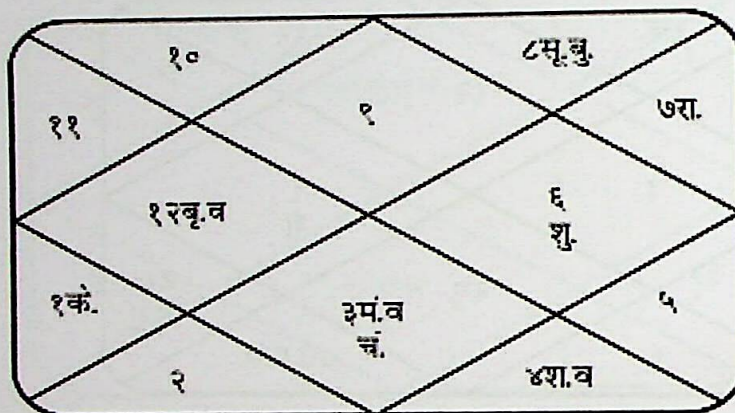 १०
८सू.बु.
११
९
७रा.
१२बृ.व
६
शु.
१के.
३मं.व
चं.
५
२
४श.व